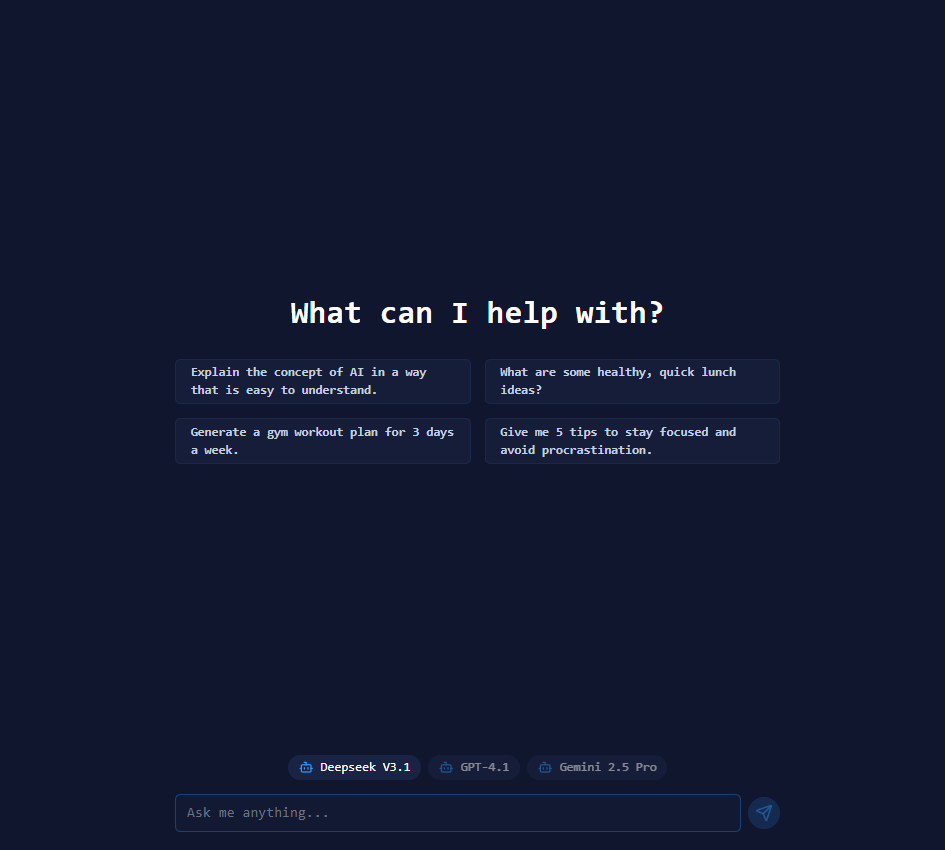 What can I help with?
Explain the concept of AI in a way
that is easy to understand.
What are some healthy, quick lunch
ideas?
Generate a gym workout plan for 3 days
a week.
Give me 5 tips to stay focused and
avoid procrastination.
Deepseek V3.1
GPT-4.1
Gemini 2.5 Pro
Ask me anything...